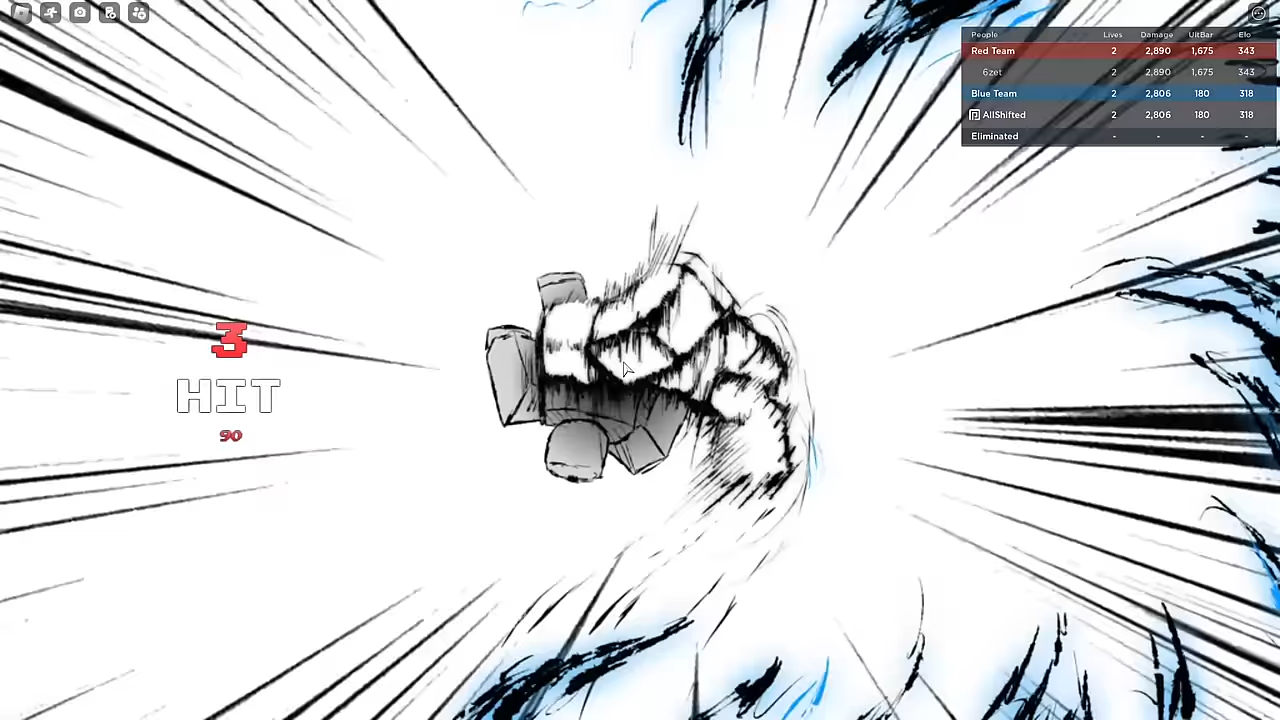 People Lives Damage UltBar Elo
Red Team 2 2,890 1,675 343
6zet 2 2,890 1,675 343
Blue Team 2 2,806 180 318
AllShifted 2 2,806 180 318
Eliminated - - - -
3
HIT
90